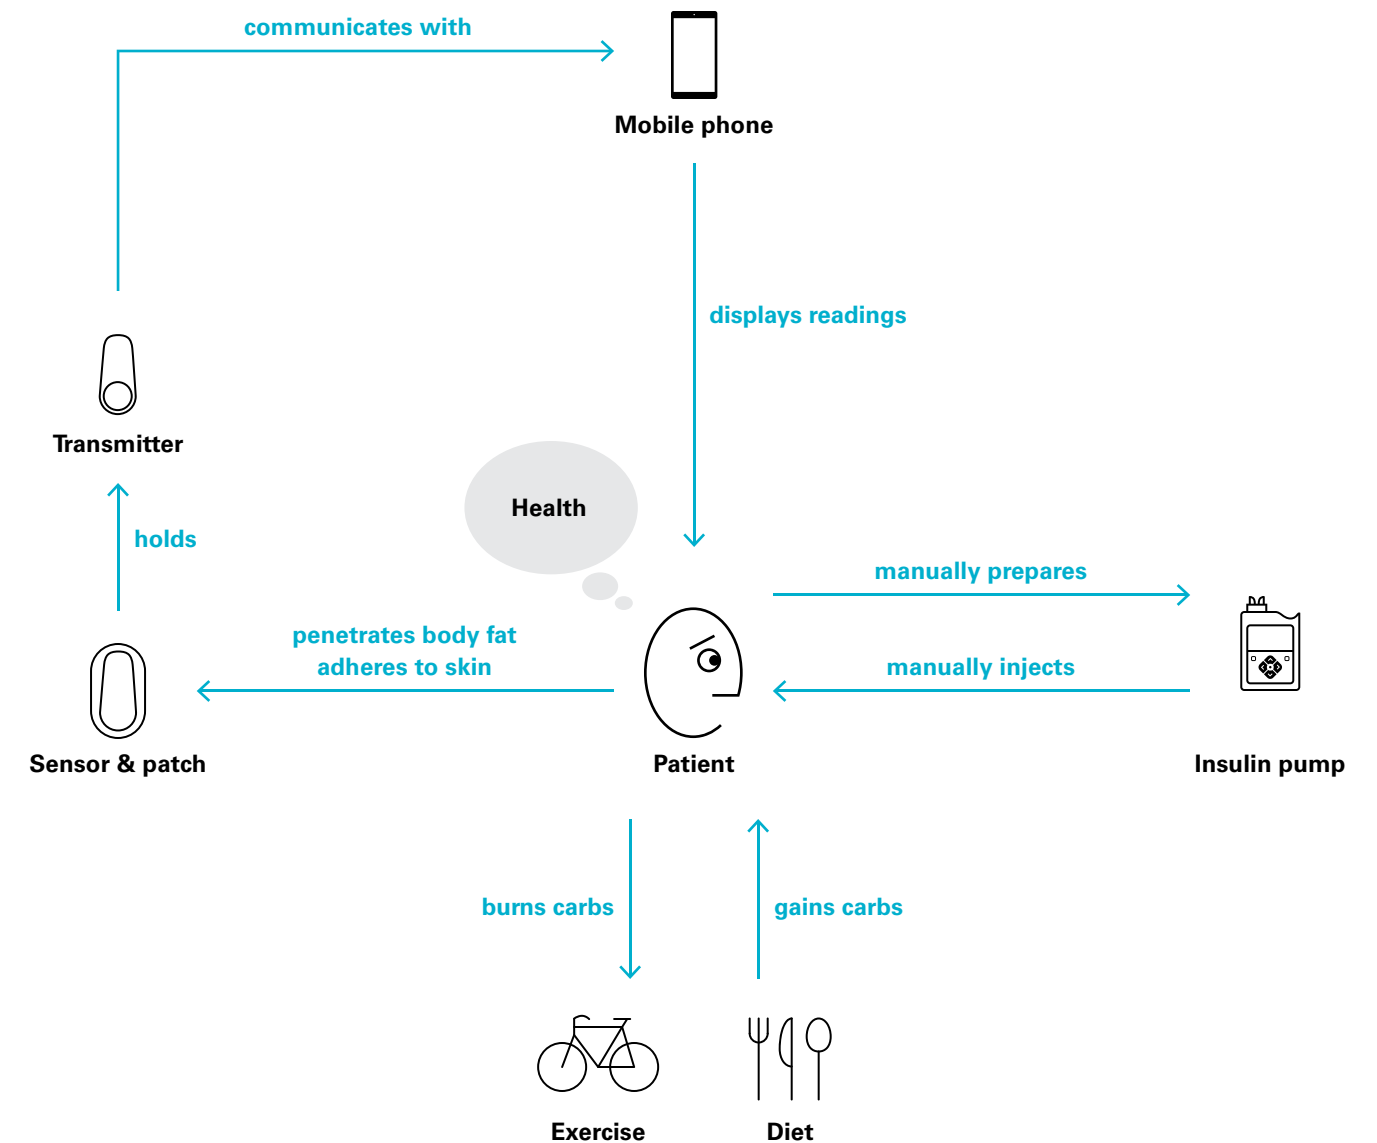 communicates with
Mobile phone
displays readings
Transmitter
Health
holds
manually prepares
penetrates body fat
adheres to skin
manually injects
Sensor & patch
Patient
Insulin pump
burns carbs
gains carbs
Exercise
Diet